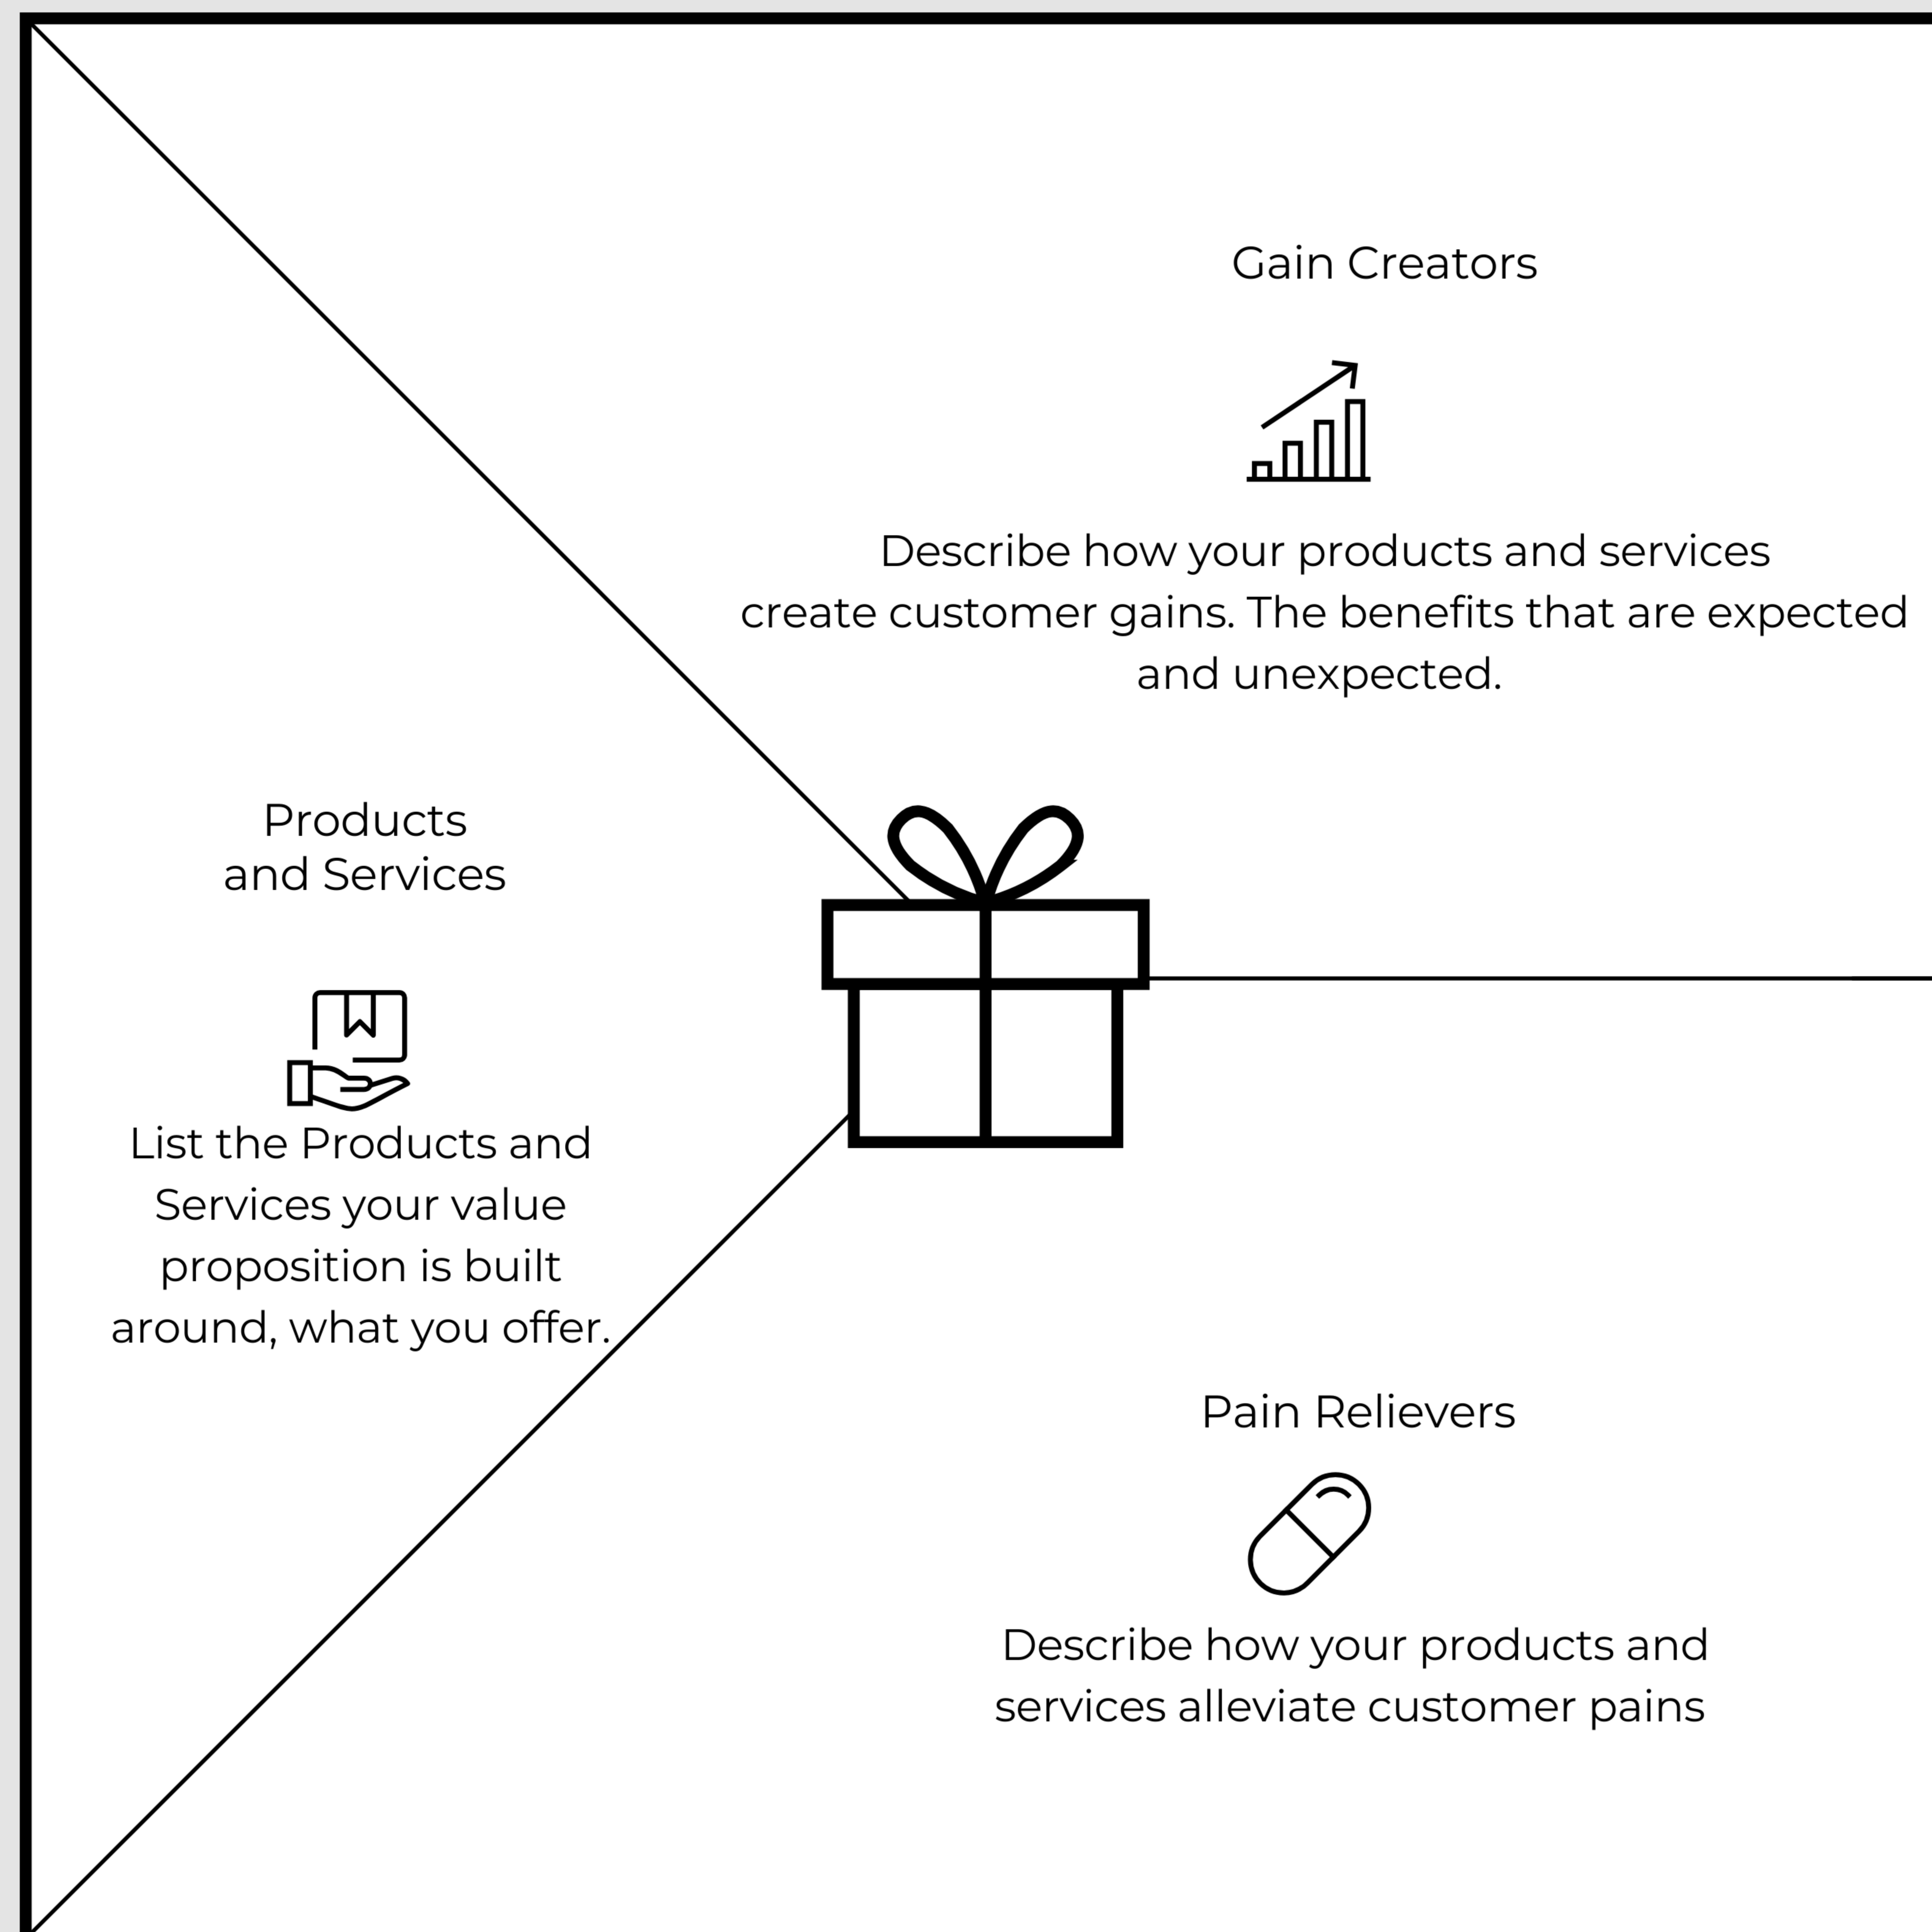 Gain Creators
Describe how your products and services
create customer gains. The benefits that are expected
and unexpected.
Products
and Services
List the Products and
Services your value
proposition is built
around, what you offer.
Pain Relievers
Describe how your products and
services alleviate customer pains